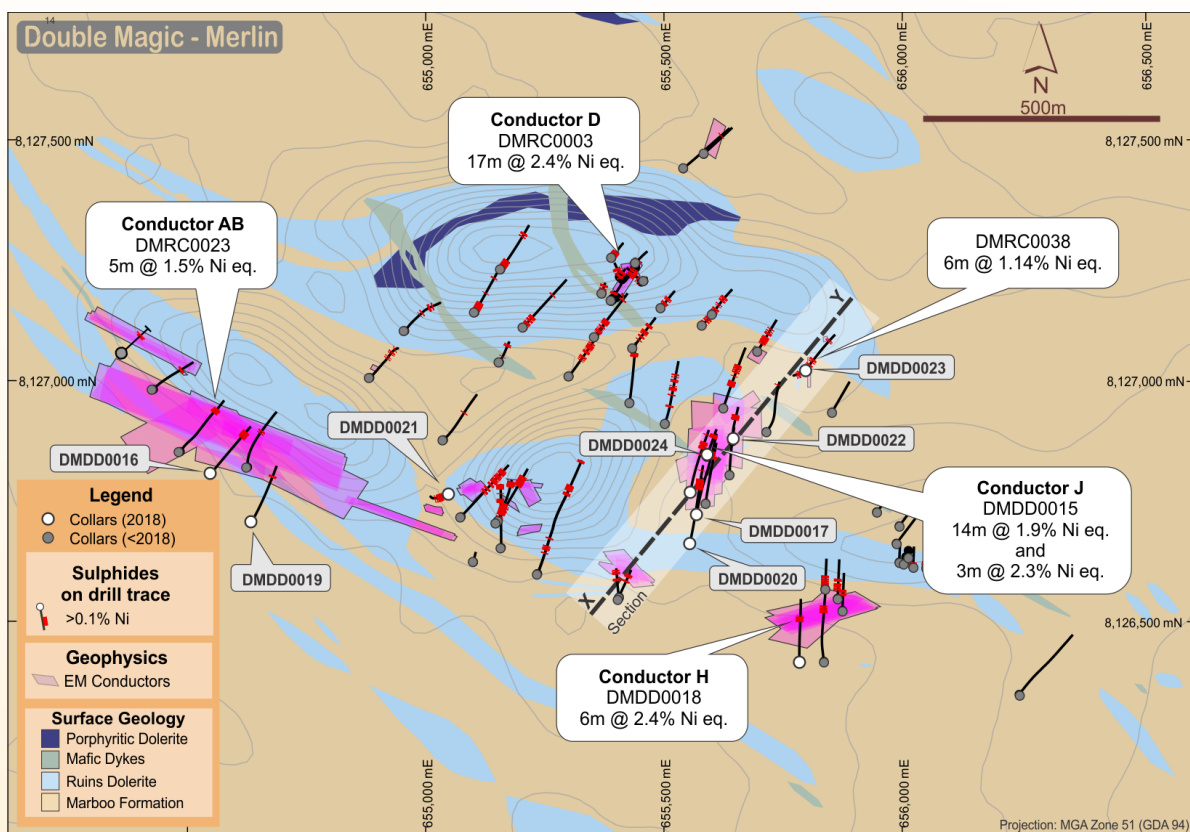 14
Double Magic - Merlin
655,000 mE
655,500 mE
656,000 mE
656,500 mE
N
500m
8,127,500 mN
8,127,500 mN
Conductor D
DMRC0003
17m @ 2.4% Ni eq.
Conductor AB
DMRC0023
5m @ 1.5% Ni eq.
DMRC0038
6m @ 1.14% Ni eq.
Y
8,127,000 mN
8,127,000 mN
DMDD0023
DMDD0021
DMDD0024
DMDD0022
DMDD0016
Conductor J
DMDD0015
14m @ 1.9% Ni eq.
and
3m @ 2.3% Ni eq.
DMDD0017
DMDD0019
DMDD0020
X
Section
8,126,500 mN
Conductor H
DMDD0018
6m @ 2.4% Ni eq.
Legend
Collars (2018)
Collars (<2018)
Sulphides
on drill trace
>0.1% Ni
Geophysics
EM Conductors
Surface Geology
Porphyritic Dolerite
Mafic Dykes
Ruins Dolerite
Marboo Formation
655,000 mE
655,500 mE
656,000 mE
Projection: MGA Zone 51 (GDA 94)